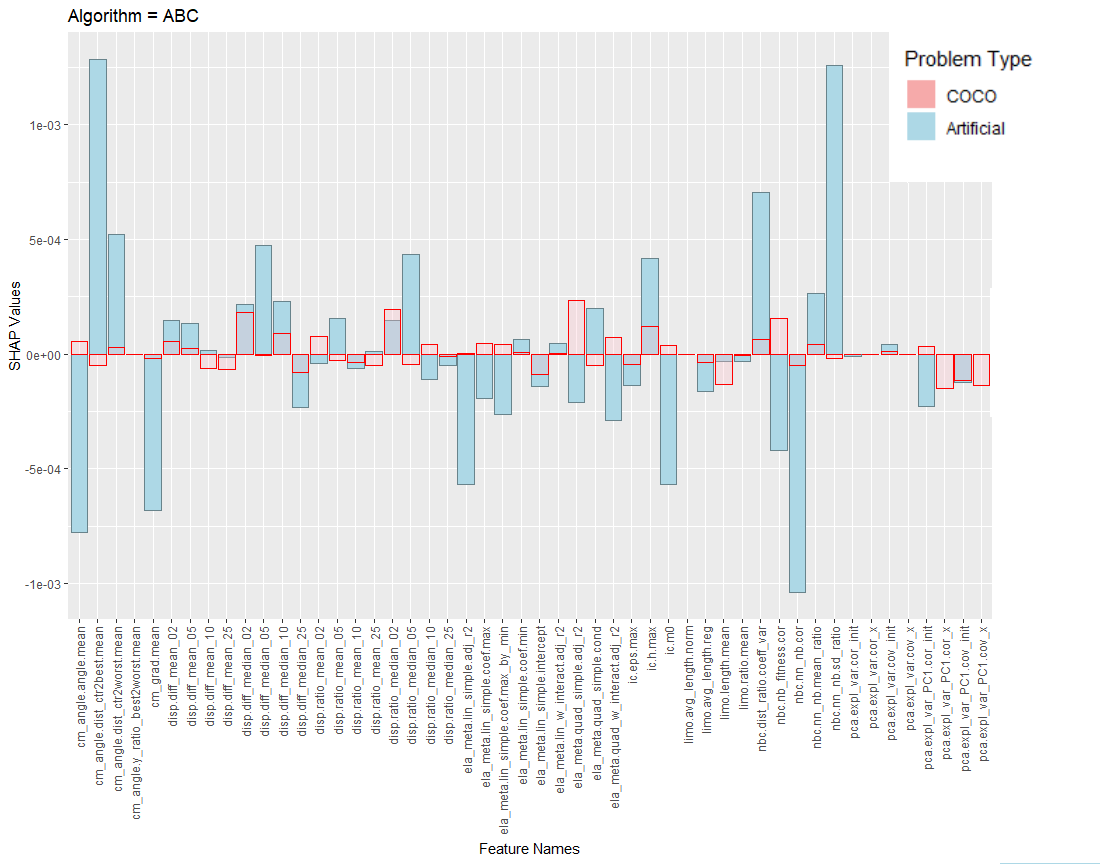 Algorithm = ABC
Problem Type
COCO
Artificial
SHAP Values
1e-03
5e-04
0e+00
-5e-04
-1e-03
cm_angle.angle.mean
cm_angle.dist_ctr2best.mean
cm_angle.dist_ctr2worst.mean
cm_angle.y_ratio_best2worst.mean
cm_grad.mean
disp.diff_mean_02
disp.diff_mean_05
disp.diff_mean_10
disp.diff_mean_25
disp.diff_median_02
disp.diff_median_05
disp.diff_median_10
disp.diff_median_25
disp.ratio_mean_02
disp.ratio_mean_05
disp.ratio_mean_10
disp.ratio_mean_25
disp.ratio_median_02
disp.ratio_median_05
disp.ratio_median_10
disp.ratio_median_25
ela_meta.lin_simple.adj_r2
ela_meta.lin_simple.coef.max
ela_meta.lin_simple.coef.max_by_min
ela_meta.lin_simple.coef.min
ela_meta.lin_simple.intercept
ela_meta.lin_w_interact.adj_r2
ela_meta.quad_simple.adj_r2
ela_meta.quad_simple.cond
ela_meta.quad_w_interact.adj_r2
ic.eps.max
ic.h.max
ic.m0
limo.avg_length.norm
limo.avg_length.reg
limo.length.mean
limo.ratio.mean
nbc.dist_ratio.coeff_var
nbc.nb_fitness.cor
nbc.nn_nb.cor
nbc.nn_nb.mean_ratio
nbc.nn_nb.sd_ratio
pca.expl_var.cor_init
pca.expl_var.cor_x
pca.expl_var.cov_init
pca.expl_var.cov_x
pca.expl_var_PC1.cor_init
pca.expl_var_PC1.cor_x
pca.expl_var_PC1.cov_init
pca.expl_var_PC1.cov_x
Feature Names